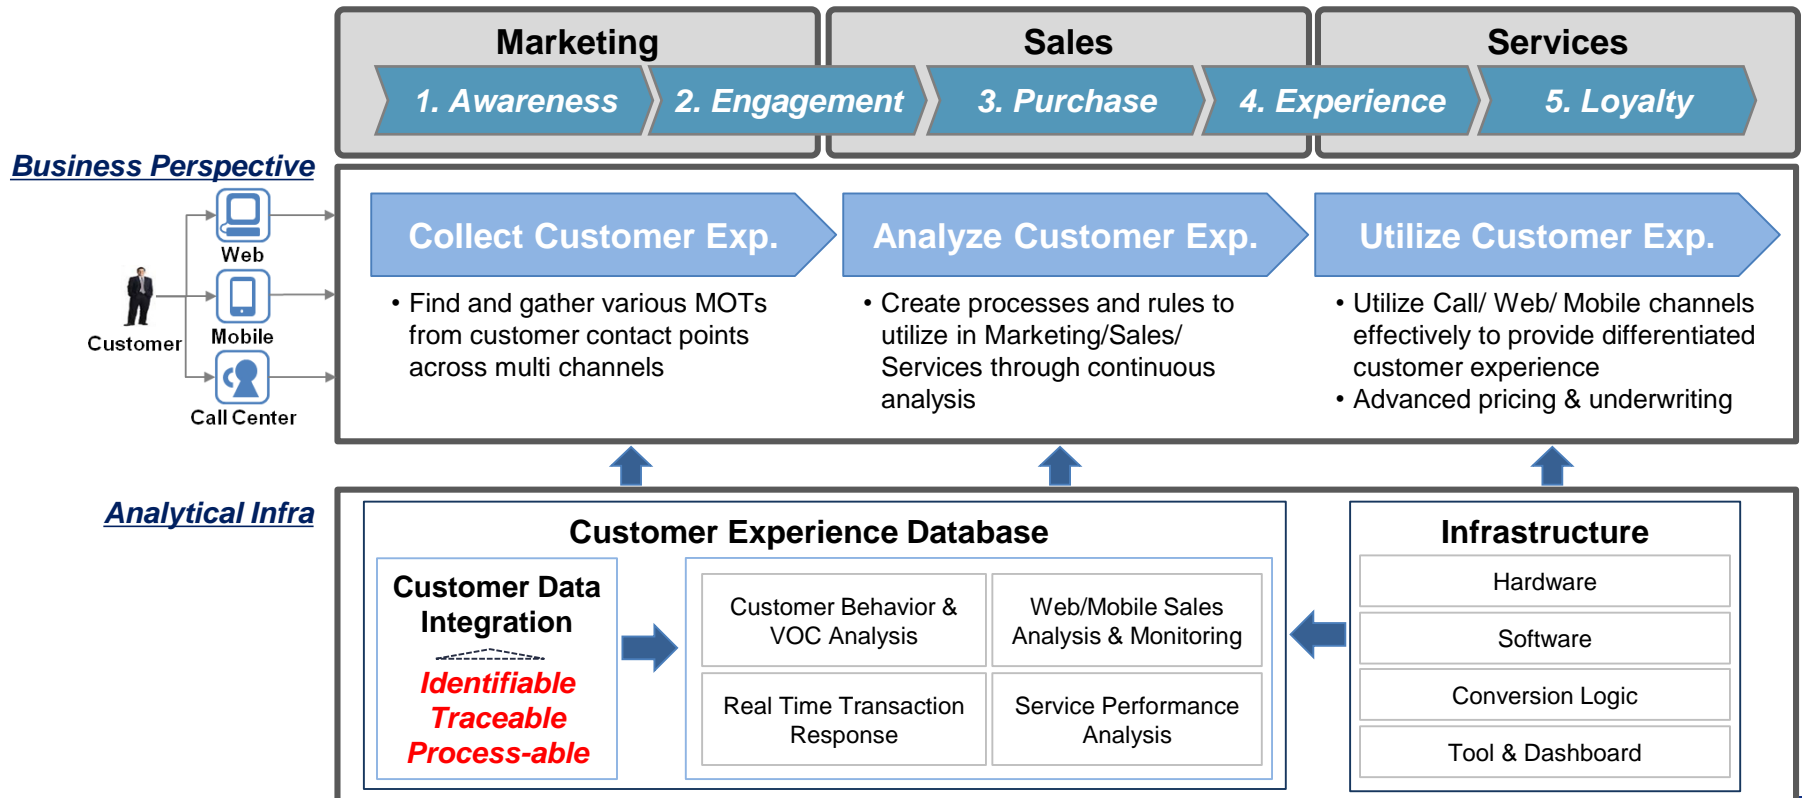 Marketing
Sales
Services
1. Awareness
2. Engagement
3. Purchase
4. Experience
5. Loyalty
Business Perspective
Web
Customer
Mobile
Call Center
Collect Customer Exp.
• Find and gather various MOTs
from customer contact points
across multi channels
Analyze Customer Exp.
• Create processes and rules to
utilize in Marketing/Sales/
Services through continuous
analysis
Utilize Customer Exp.
• Utilize Call/ Web/ Mobile channels
effectively to provide differentiated
customer experience
• Advanced pricing & underwriting
Analytical Infra
Customer Experience Database
Customer Data
Integration
Identifiable
Traceable
Process-able
Customer Behavior &
VOC Analysis
Web/Mobile Sales
Analysis & Monitoring
Real Time Transaction
Response
Service Performance
Analysis
Infrastructure
Hardware
Software
Conversion Logic
Tool & Dashboard